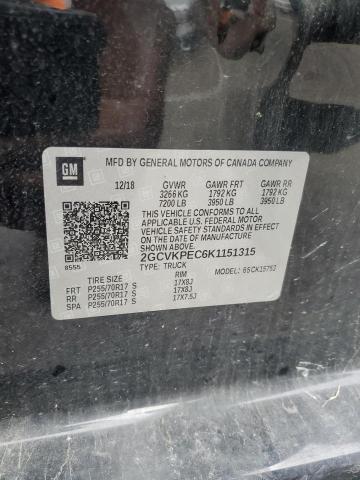 GM
MFD BY GENERAL MOTORS OF CANADA COMPANY
12/18 GVWR GAWR FRT GAWR RR
3266 KG 1792 KG 1792 KG
7200 LB 3950 LB 3950 LB
THIS VEHICLE CONFORMS TO ALL
APPLICABLE U.S. FEDERAL MOTOR
VEHICLE SAFETY STANDARDS
IN EFFECT ON THE DATE OF
MANUFACTURE SHOWN ABOVE.
2GCVKPEC6K1151315
8555 TYPE: TRUCK MODEL:
TIRE SIZE RIM
FRT P255/70R17 S 17X8J
RR P255/70R17 S 17X8J
SPA P255/70R17 S 17X7.5J